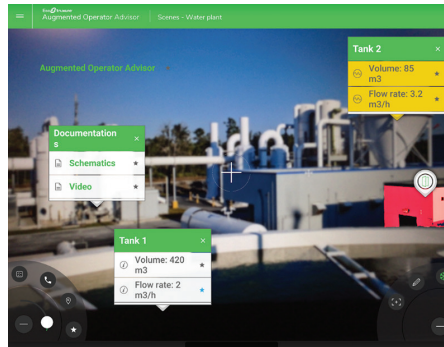 EcoStruxure
Augmented Operator Advisor
Scenes - Water plant
Augmented Operator Advisor
Tank 2
Volume: 85
m3
Flow rate: 3.2
m3/h
Documentation
s
Schematics
Video
Tank 1
Volume: 420
m3
Flow rate: 2
m3/h